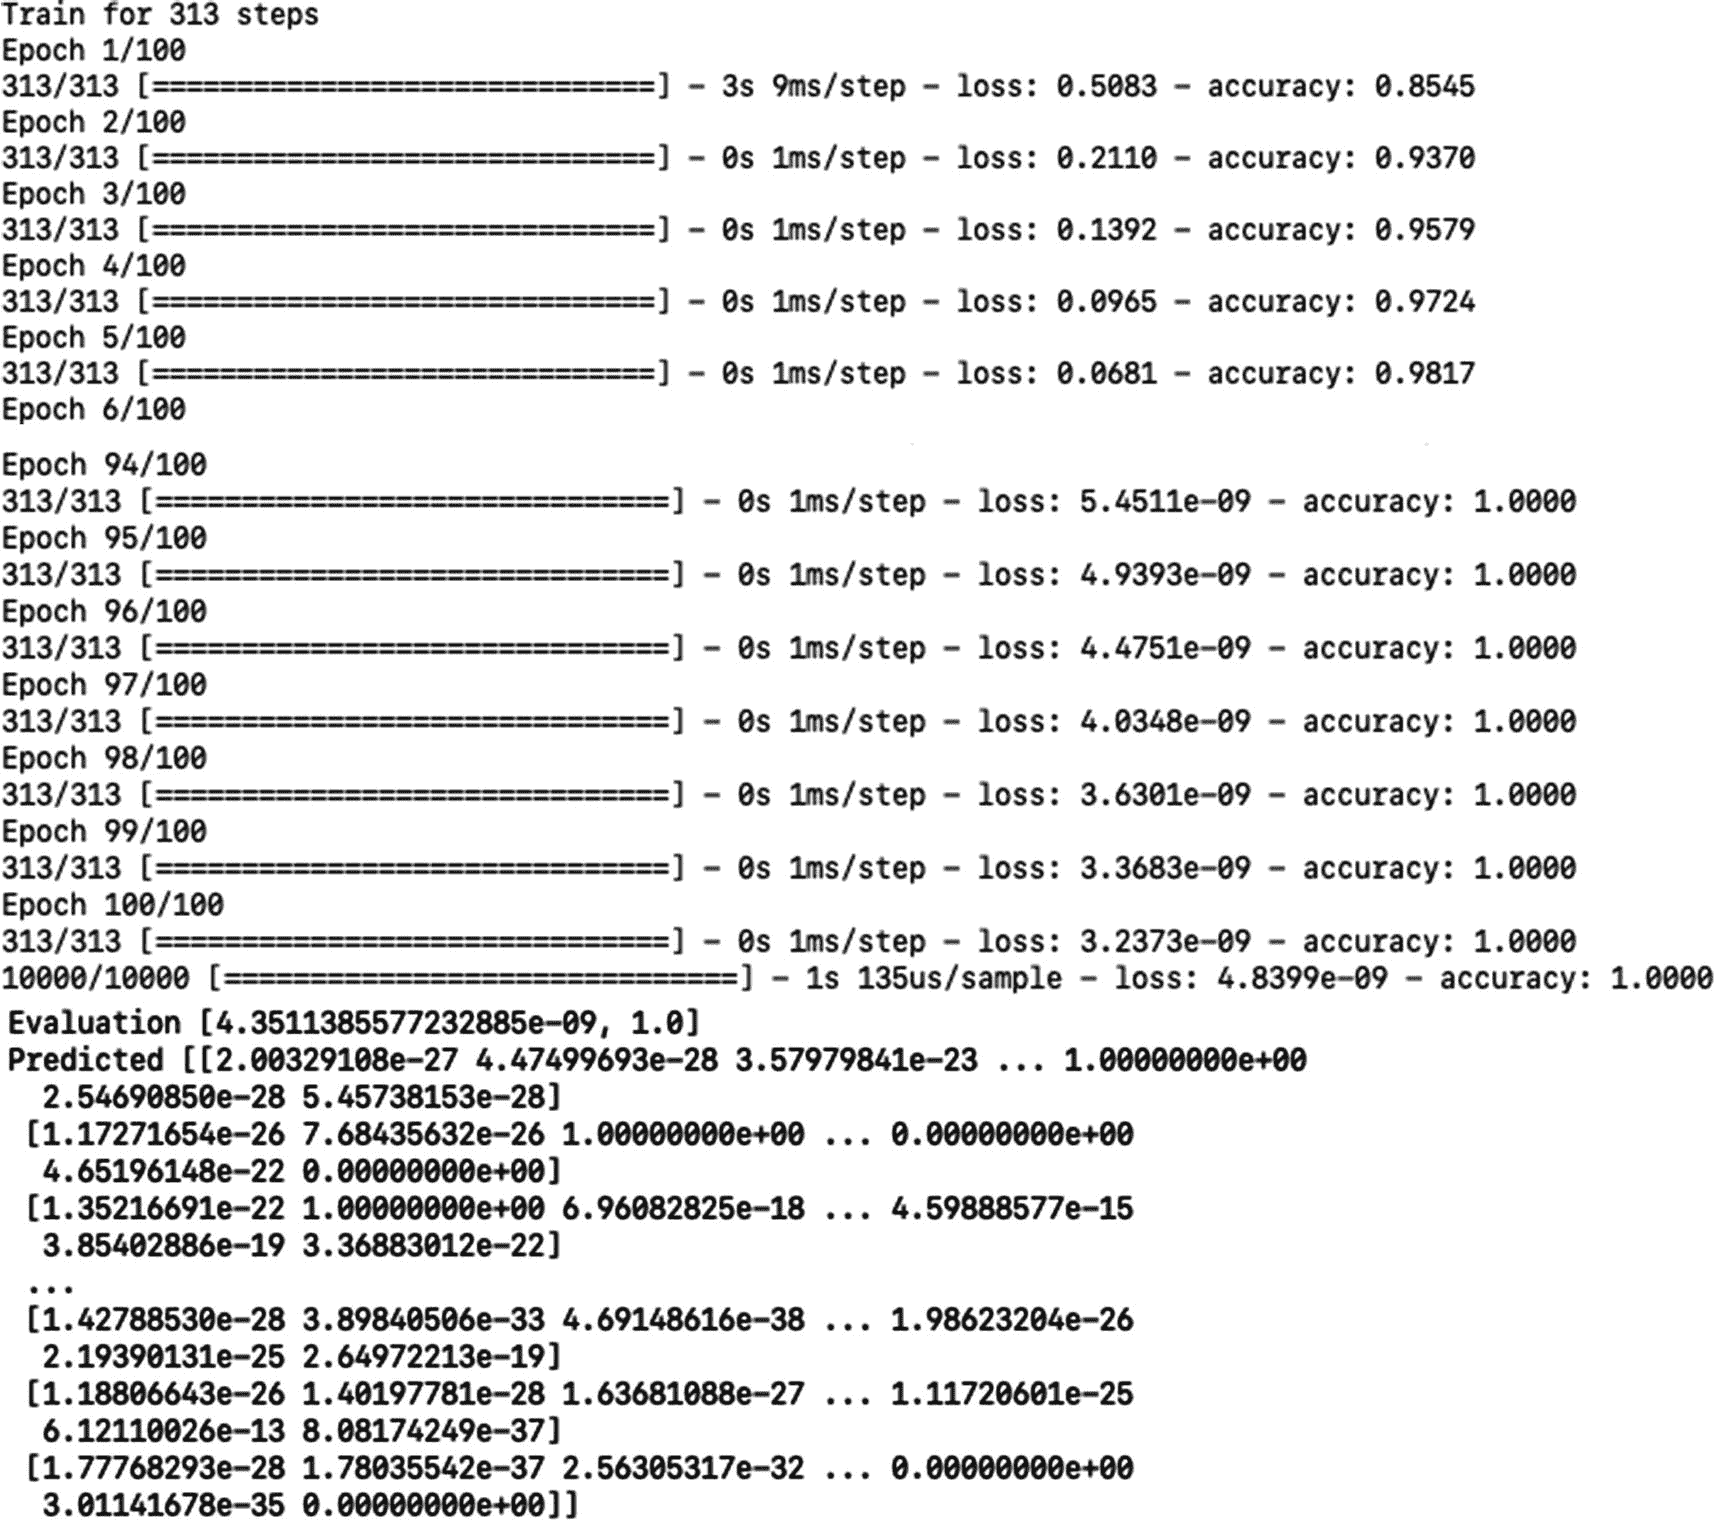 Train for 313 steps
Epoch 1/100
313/313 [==============================] - 3s 9ms/step - loss: 0.5083 - accuracy: 0.8545
Epoch 2/100
313/313 [==============================] - 0s 1ms/step - loss: 0.2110 - accuracy: 0.9370
Epoch 3/100
313/313 [==============================] - 0s 1ms/step - loss: 0.1392 - accuracy: 0.9579
Epoch 4/100
313/313 [==============================] - 0s 1ms/step - loss: 0.0965 - accuracy: 0.9724
Epoch 5/100
313/313 [==============================] - 0s 1ms/step - loss: 0.0681 - accuracy: 0.9817
Epoch 6/100
Epoch 94/100
313/313 [==============================] - 0s 1ms/step - loss: 5.4511e-09 - accuracy: 1.0000
Epoch 95/100
313/313 [==============================] - 0s 1ms/step - loss: 4.9393e-09 - accuracy: 1.0000
Epoch 96/100
313/313 [==============================] - 0s 1ms/step - loss: 4.4751e-09 - accuracy: 1.0000
Epoch 97/100
313/313 [==============================] - 0s 1ms/step - loss: 4.0348e-09 - accuracy: 1.0000
Epoch 98/100
313/313 [==============================] - 0s 1ms/step - loss: 3.6301e-09 - accuracy: 1.0000
Epoch 99/100
313/313 [==============================] - 0s 1ms/step - loss: 3.3683e-09 - accuracy: 1.0000
Epoch 100/100
313/313 [==============================] - 0s 1ms/step - loss: 3.2373e-09 - accuracy: 1.0000
10000/10000 [==============================] - 1s 135us/sample - loss: 4.8399e-09 - accuracy: 1.0000
Evaluation [4.3511385577232885e-09, 1.0]
Predicted [[2.00329108e-27 4.47499693e-28 3.57979841e-23 ... 1.00000000e+00
2.54690850e-28 5.45738153e-28]
[1.17271654e-26 7.68435632e-26 1.00000000e+00 ... 0.00000000e+00
4.65196148e-22 0.00000000e+00]
[1.35216691e-22 1.00000000e+00 6.96082825e-18 ... 4.59888577e-15
3.85402886e-19 3.36883012e-22]
...
[1.42788530e-28 3.89840506e-33 4.69148616e-38 ... 1.98623204e-26
2.19390131e-25 2.64972213e-19]
[1.18806643e-26 1.40197781e-28 1.63681088e-27 ... 1.11720601e-25
6.12110026e-13 8.08174249e-37]
[1.77768293e-28 1.78035542e-37 2.56305317e-32 ... 0.00000000e+00
3.01141678e-35 0.00000000e+00]]